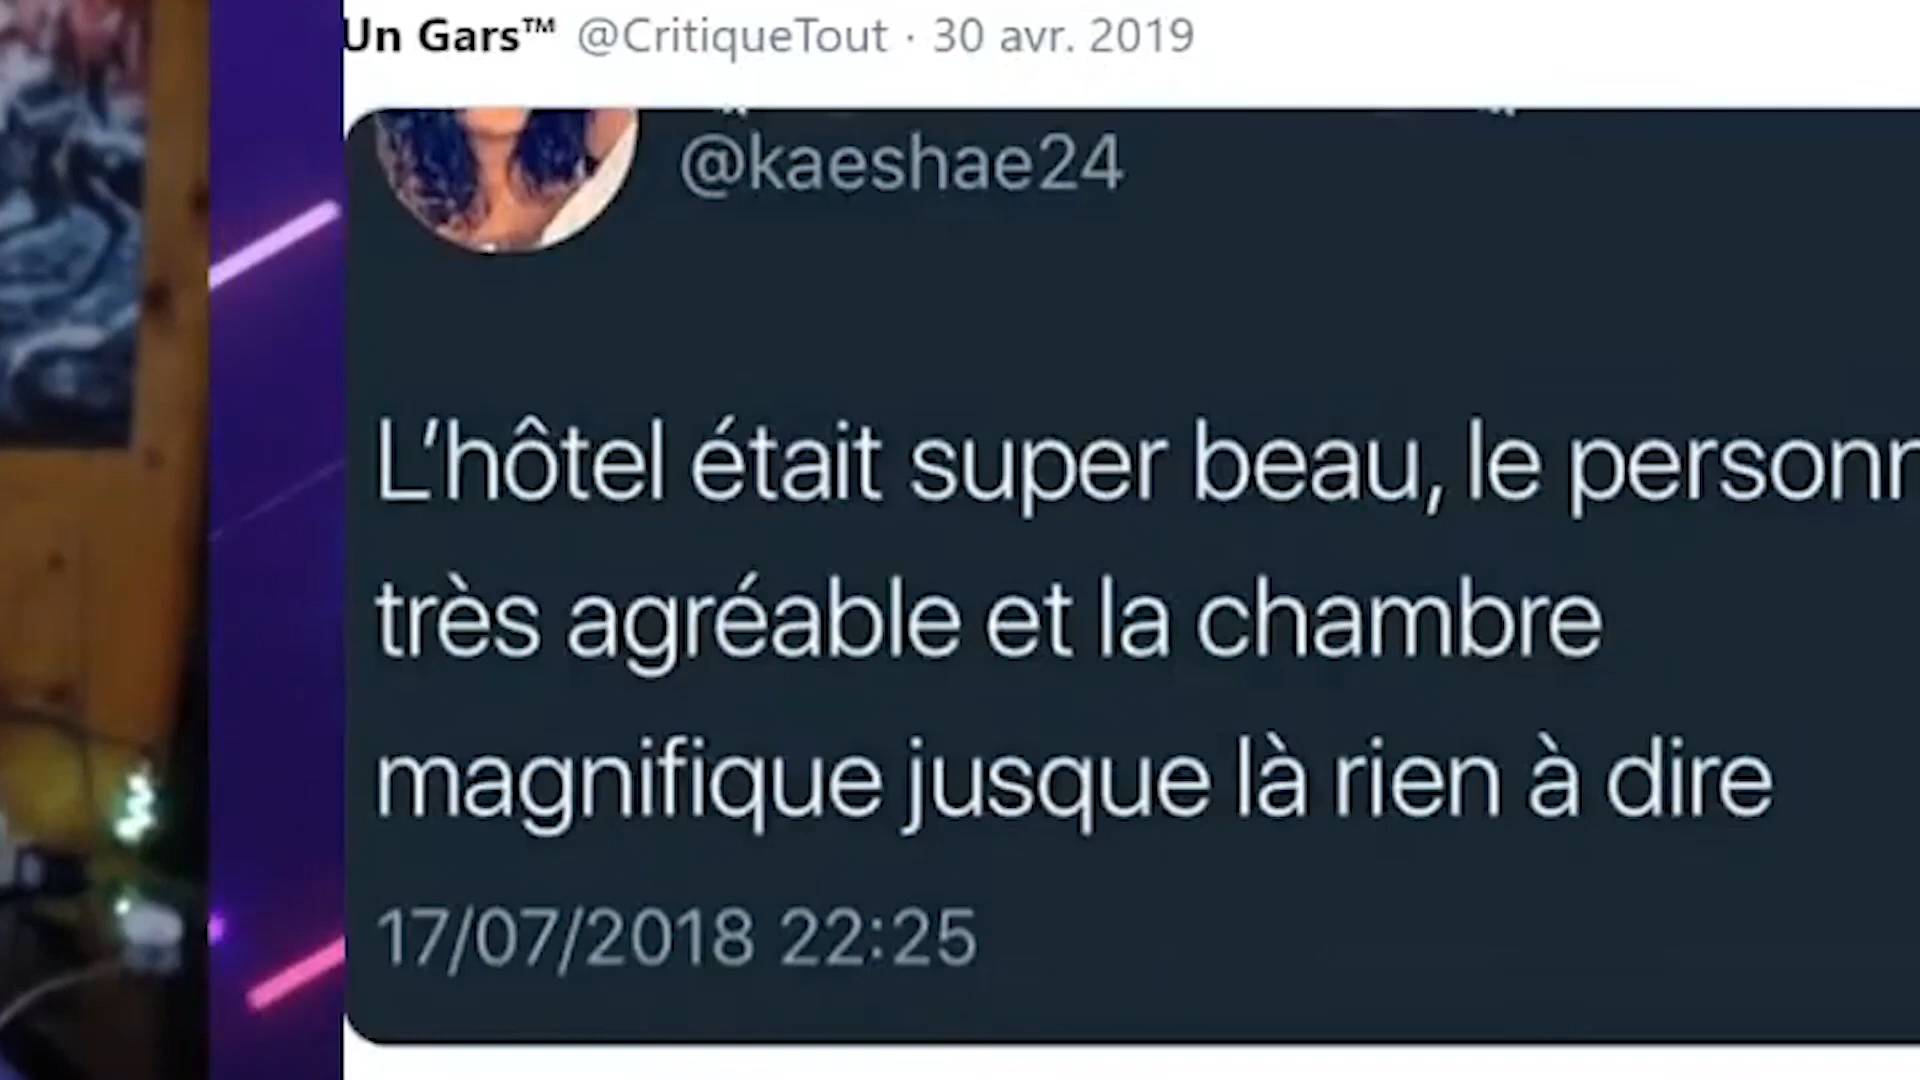 Un Gars™ @CritiqueTout · 30 avr. 2019
@kaeshae24
L'hôtel était super beau, le
très agréable et la chambre
magnifique jusque là rien à dire
17/07/2018 22:25